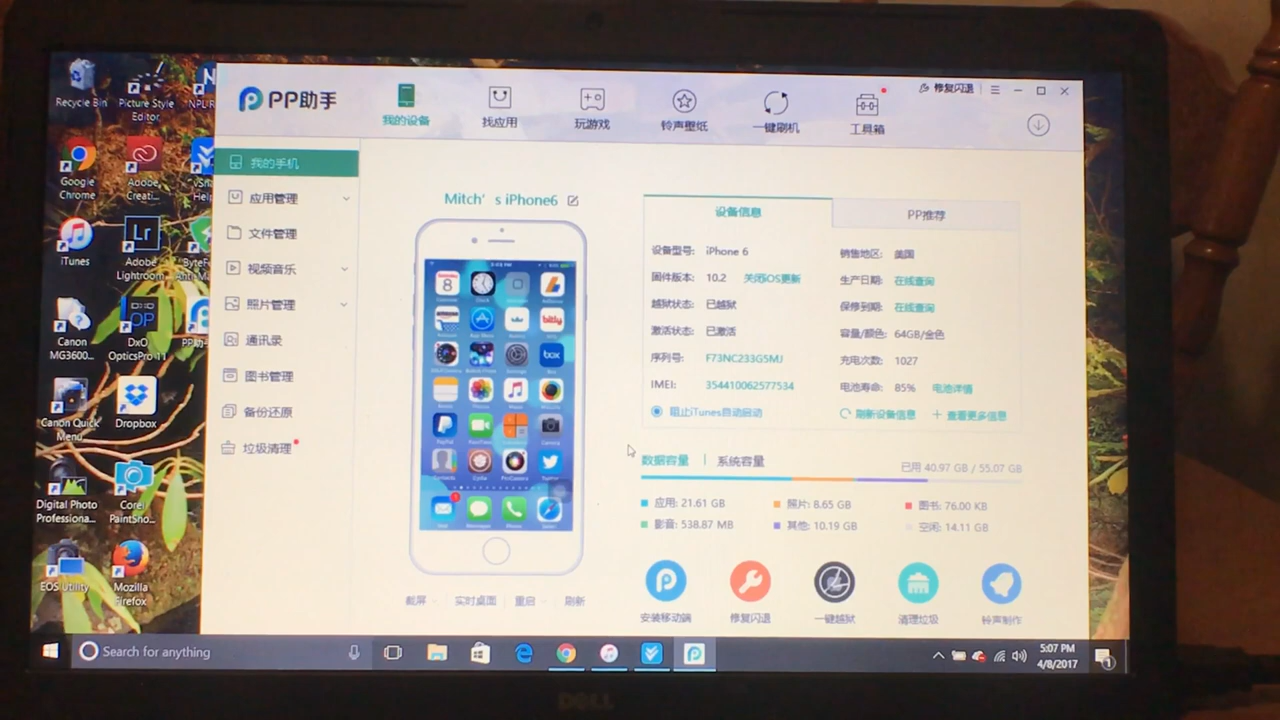 PP助手
我的设备
找应用
玩游戏
铃声壁纸
一键刷机
工具箱
修复闪退
Recycle Bin
Picture Style
Editor
Google
Chrome
Adobe
Creati...
iTunes
Adobe
Lightroom
Canon
MG3600...
DxO
OpticsPro 11
Canon Quick
Menu
Dropbox
Digital Photo
Professiona...
Corel
PaintSho...
EOS Utility
Mozilla
Firefox
我的手机
应用管理
文件管理
视频音乐
照片管理
通讯录
图书管理
备份还原
垃圾清理
Mitch's iPhone6
box
bitly
截屏
实时桌面
重启
刷新
设备信息
PP推荐
设备型号: iPhone 6
销售地区: 美国
固件版本: 10.2 关闭iOS更新
生产日期: 在线查询
越狱状态: 已越狱
保修到期: 在线查询
激活状态: 已激活
容量/颜色: 64GB/金色
序列号: F73NC233G5MJ
充电次数: 1027
IMEI: 354410062577534
电池寿命: 85% 电池详情
阻止iTunes自动启动
刷新设备信息
+ 查看更多信息
数据容量 | 系统容量
已用 40.97 GB / 55.07 GB
应用: 21.61 GB
照片: 8.65 GB
图书: 76.00 KB
影音: 538.87 MB
其他: 10.19 GB
空闲: 14.11 GB
安装移动端
修复闪退
一键越狱
清理垃圾
铃声制作
Search for anything
5:07 PM
4/8/2017
DELL